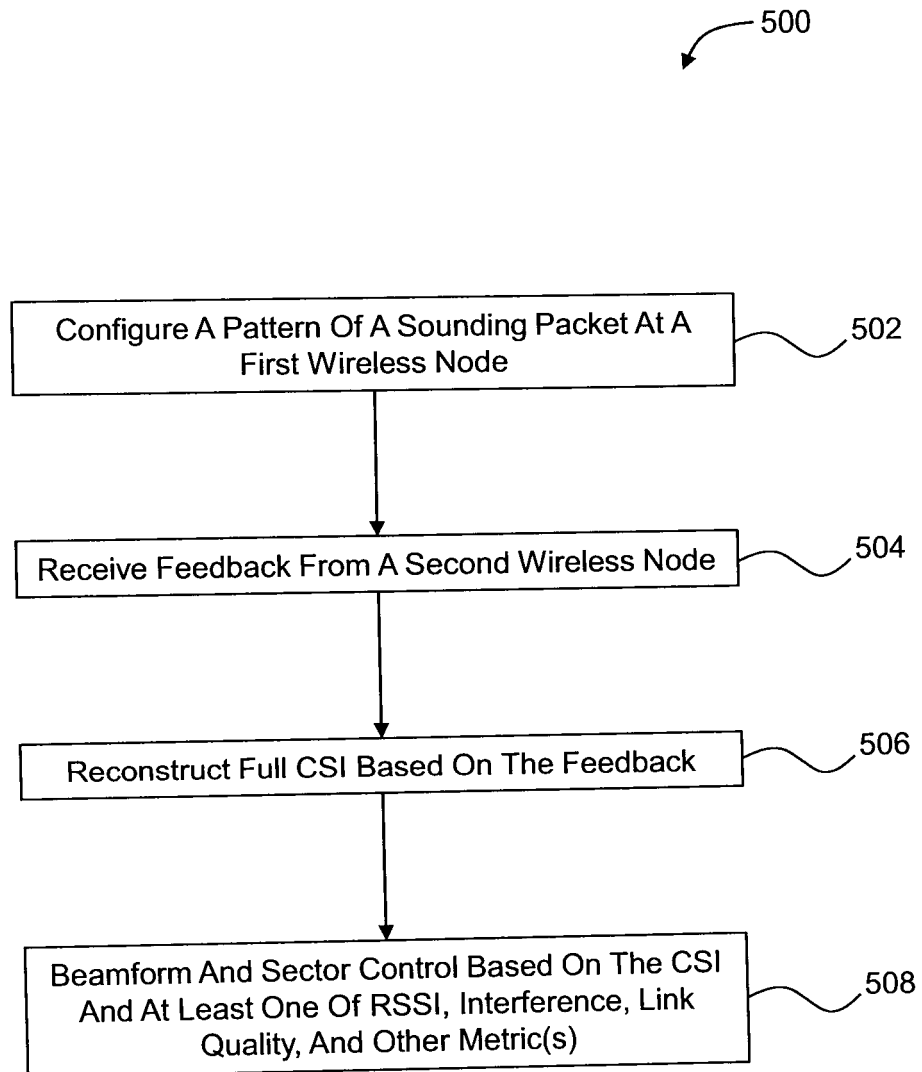 500
Configure A Pattern Of A Sounding Packet At A
First Wireless Node
502
Receive Feedback From A Second Wireless Node
504
Reconstruct Full CSI Based On The Feedback
506
Beamform And Sector Control Based On The CSI
And At Least One Of RSSI, Interference, Link
Quality, And Other Metric(s)
508